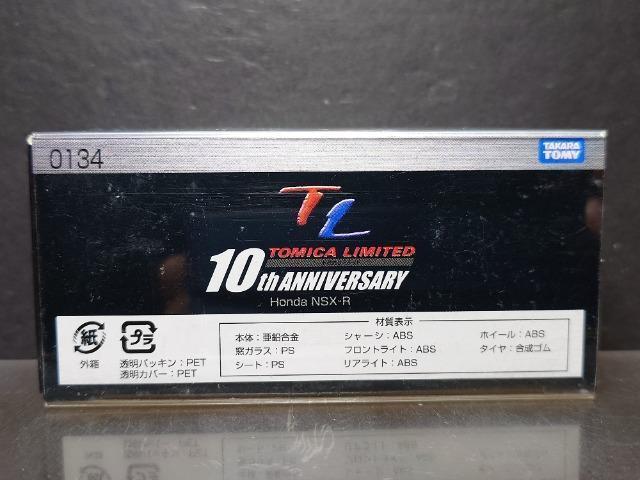 0134
TAKARA
TOMY
TL
TOMICA LIMITED
10th ANNIVERSARY
Honda NSX-R
材質表示
紙
プラ
外箱
透明パッキン：PET
透明カバー：PET
本体：亜鉛合金
窓ガラス：PS
シート：PS
シャーシ：ABS
フロントライト：ABS
リアライト：ABS
ホイール：ABS
タイヤ：合成ゴム